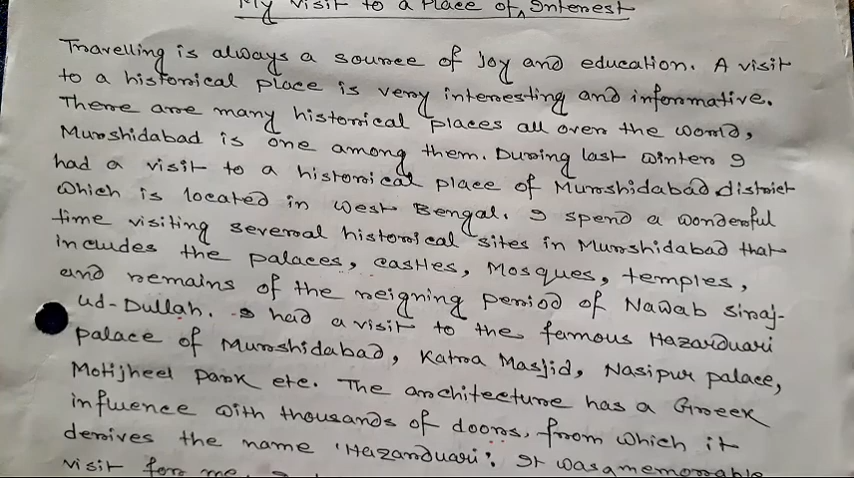 My Visit to a Place of Interest
Travelling is always a source of joy and education. A visit
to a historical place is very interesting and informative.
There are many historical places all over the world,
Murshidabad is one among them. During last winter I
had a visit to a historical place of Murshidabad district
which is located in West Bengal. I spend a wonderful
time visiting several historical sites in Murshidabad that
includes the palaces, castles, Mosques, temples,
and remains of the reigning period of Nawab Siraj-
ud-Dullah. I had a visit to the famous Hazarduari
palace of Murshidabad, Katra Masjid, Nasipur palace,
Motijheel Park etc. The architecture has a Greek
influence with thousands of doors, from which it
derives the name 'Hazarduari'. It was a memorable
visit for me.